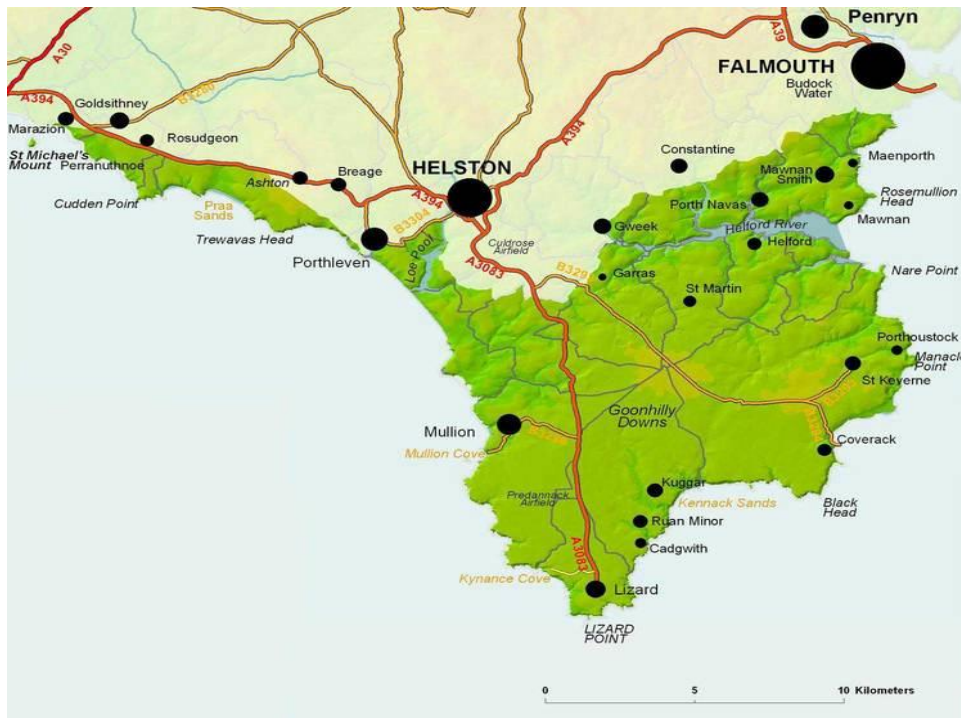 Penryn
A30
A39
FALMOUTH
Budock
Water
A394
B3280
Goldsithney
Marazion
Rosudgeon
A394
St Michael's
Mount
Perranuthnoe
Constantine
Maenporth
Mawnan
Smith
HELSTON
Ashton
Breage
A394
Cudden Point
Praa
Sands
Porth Navas
Rosemullion
Head
Mawnan
B3304
Gweek
Helford River
Trewavas Head
Culdrose
Airfield
Helford
Porthleven
Loe Pool
A3083
Garras
Nare Point
St Martin
Porthoustock
Manacle
Point
St Keverne
Goonhilly
Downs
Mullion
Coverack
Mullion Cove
Kuggar
Predannack
Airfield
Kennack Sands
Black
Head
Ruan Minor
Cadgwith
A3083
Kynance Cove
Lizard
LIZARD
POINT
0 5 10 Kilometers